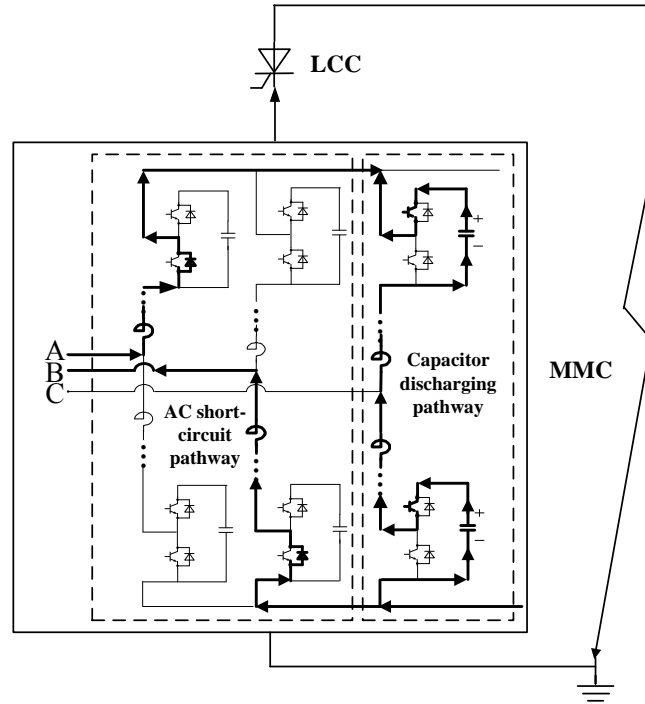 LCC
+
−
A
B
C
Capacitor
discharging
pathway
MMC
AC short-
circuit
pathway
+
−